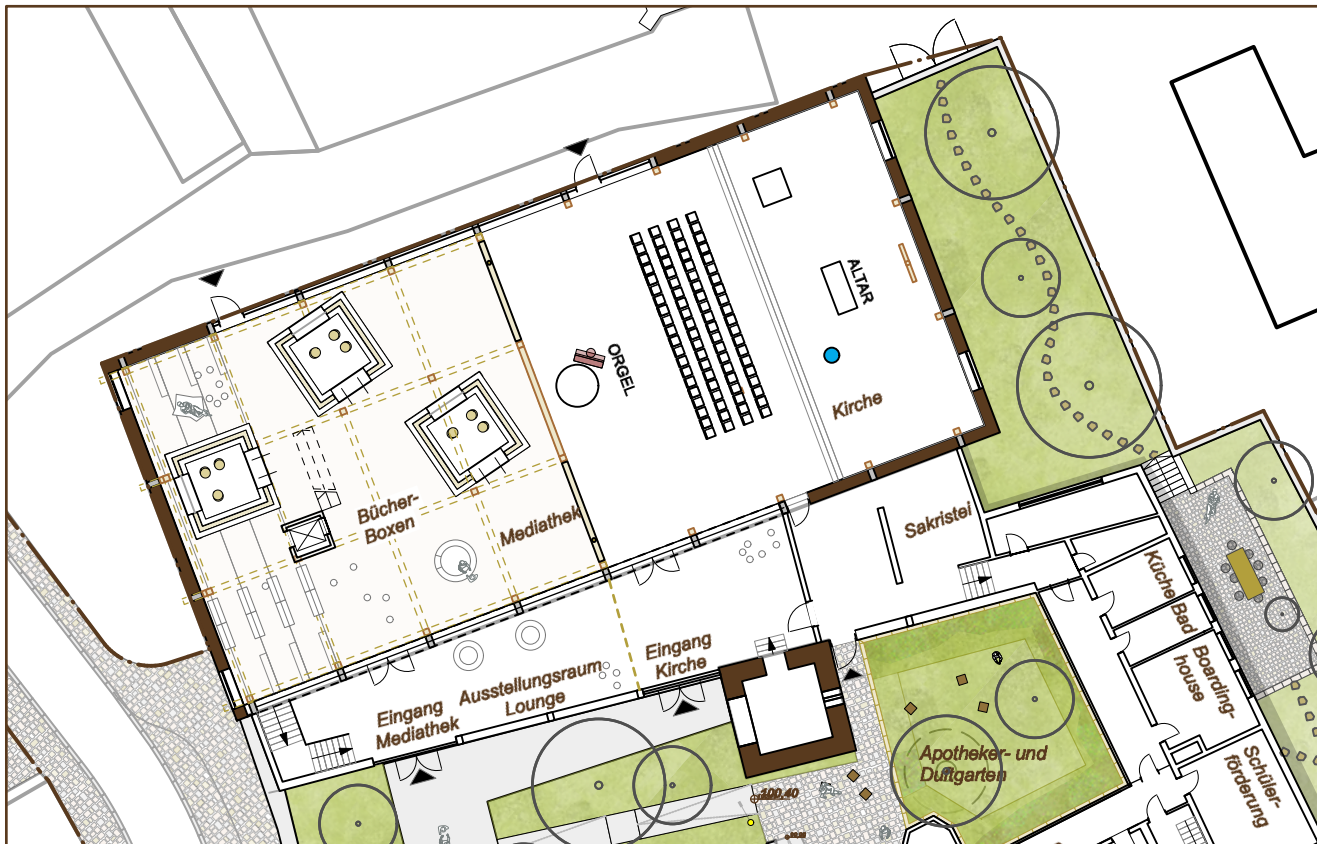 ALTAR
ORGEL
Kirche
Bücher-
Boxen
Mediathek
Sakristei
Küche
Bad
Boarding-
house
Eingang
Kirche
Ausstellungsraum
Lounge
Eingang
Mediathek
Apotheker- und
Duftgarten
Schüler-
förderung
100,40